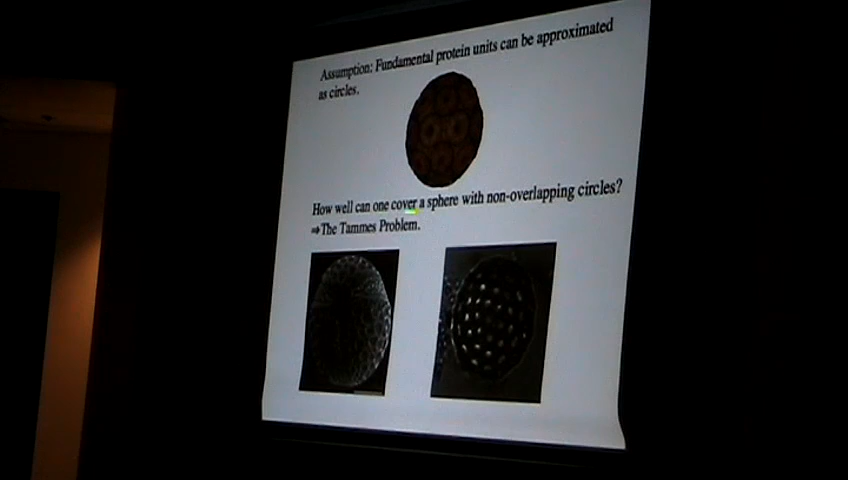 Assumption: Fundamental protein units can be approximated
as circles.
How well can one cover a sphere with non-overlapping circles?
⇒The Tammes Problem.